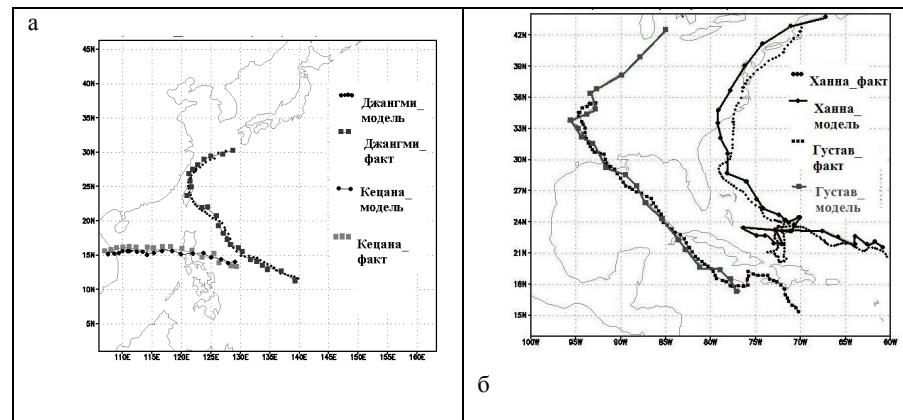 а
45N
40N
35N
30N
25N
20N
15N
10N
5N
110E 115E 120E 125E 130E 135E 140E 145E 150E 155E 160E
Джангми_
модель
Джангми_
факт
Кецана_
модель
Кецана_
факт
42N
39N
36N
33N
30N
27N
24N
21N
18N
15N
100W 95W 90W 85W 80W 75W 70W 65W 60W
Ханна_факт
Ханна_
модель
Густав_
факт
Густав_
модель
б